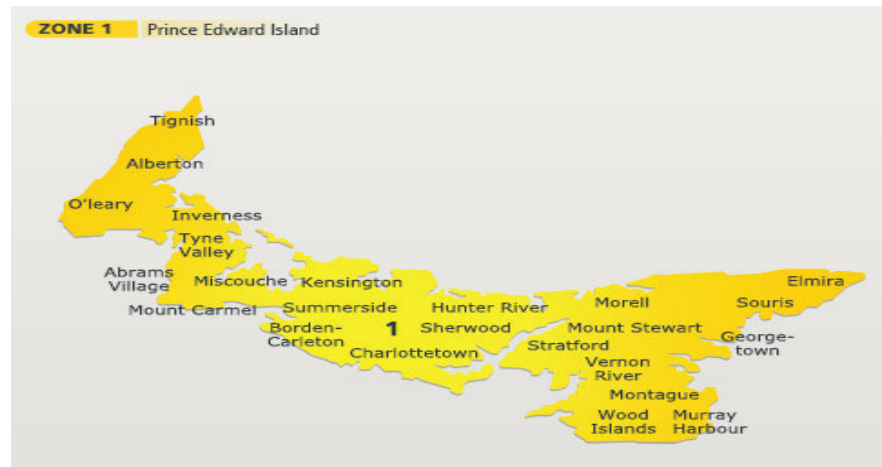 ZONE 1 Prince Edward Island
Tignish
Alberton
O'leary
Inverness
Tyne
Valley
Abrams
Village
Miscouche
Kensington
Elmira
Mount Carmel
Summerside
Hunter River
Morell
Souris
Borden-
Carleton
1
Sherwood
Mount Stewart
George-
town
Charlottetown
Stratford
Vernon
River
Montague
Wood
Islands
Murray
Harbour